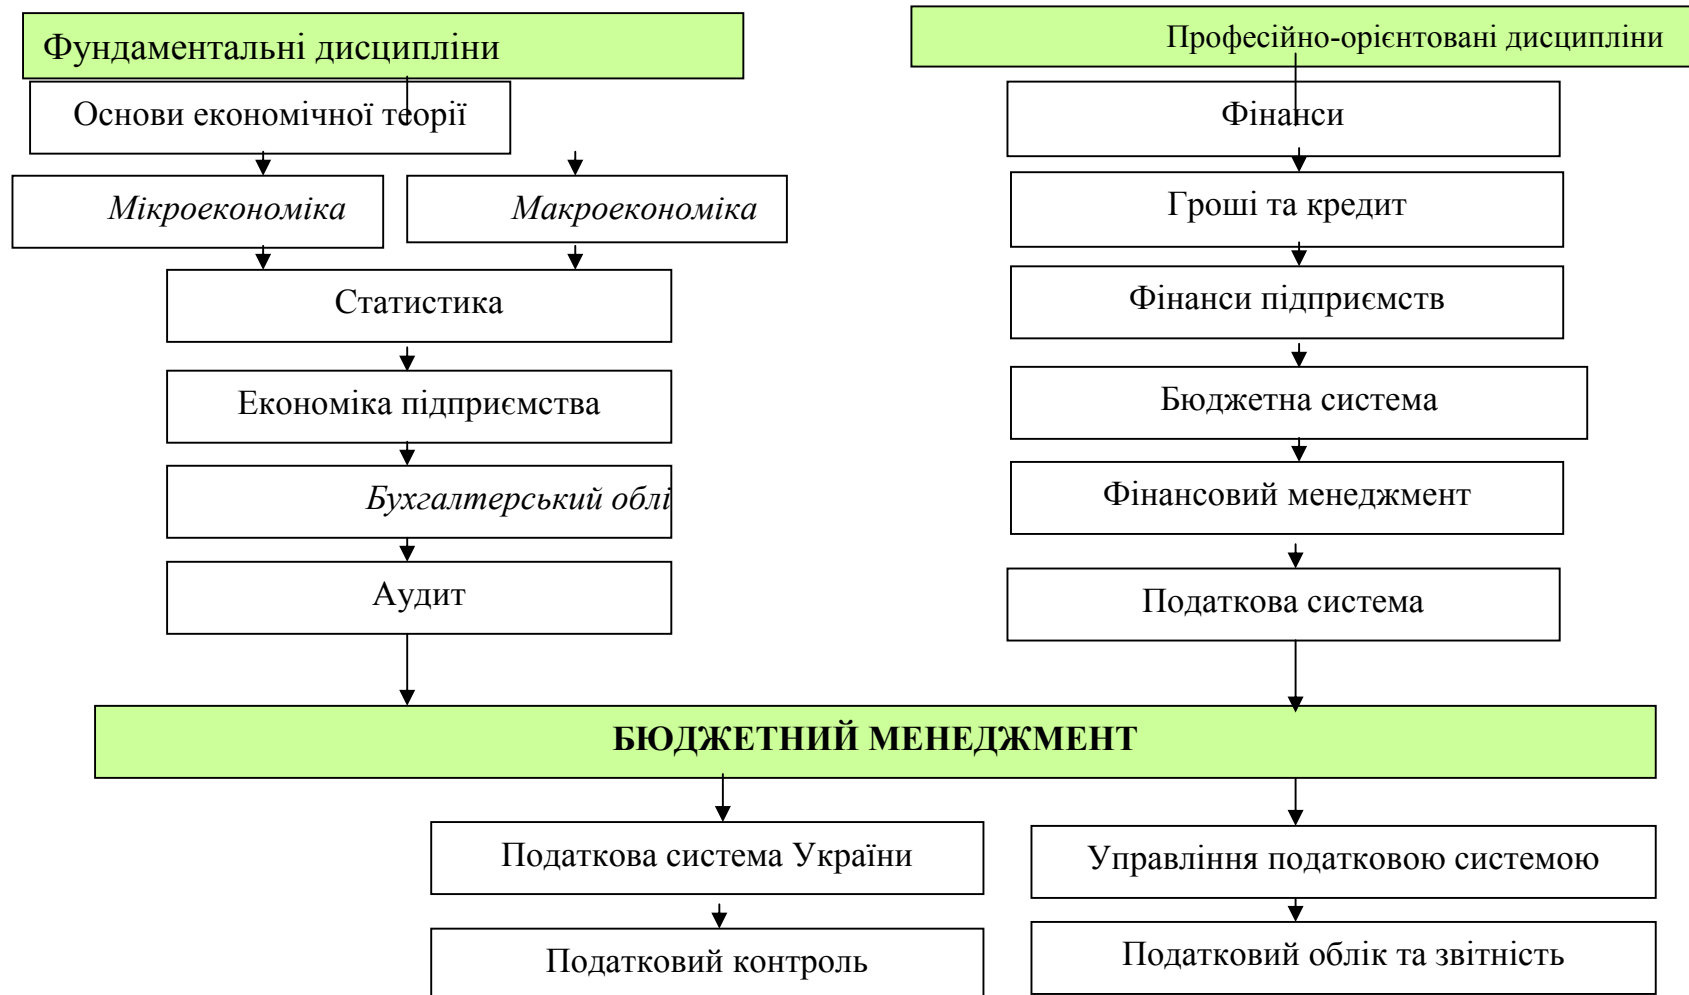 Фундаментальні дисципліни
Основи економічної теорії
Мікроекономіка
Макроекономіка
Статистика
Економіка підприємства
Бухгалтерський облі
Аудит
Професійно-орієнтовані дисципліни
Фінанси
Гроші та кредит
Фінанси підприємств
Бюджетна система
Фінансовий менеджмент
Податкова система
БЮДЖЕТНИЙ МЕНЕДЖМЕНТ
Податкова система України
Податковий контроль
Управління податковою системою
Податковий облік та звітність